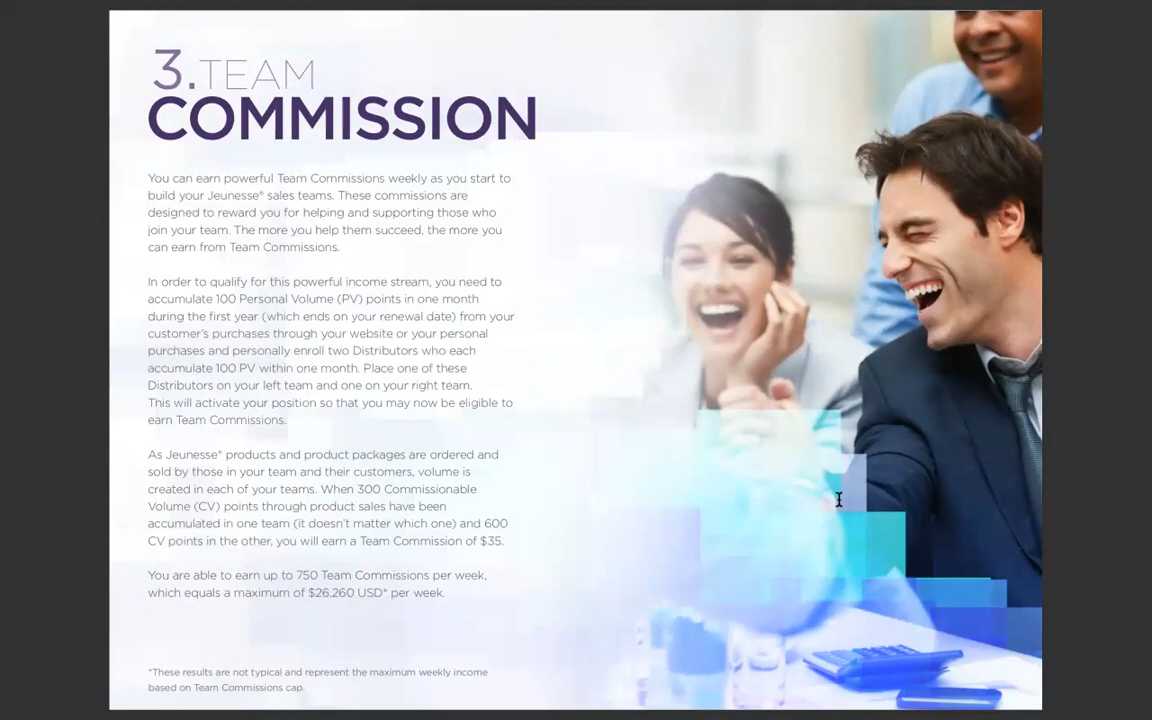 3.TEAM
COMMISSION
You can earn powerful Team Commissions weekly as you start to
build your Jeunesse® sales teams. These commissions are
designed to reward you for helping and supporting those who
join your team. The more you help them succeed, the more you
can earn from Team Commissions.
In order to qualify for this powerful income stream, you need to
accumulate 100 Personal Volume (PV) points in one month
during the first year (which ends on your renewal date) from your
customer's purchases through your website or your personal
purchases and personally enroll two Distributors who each
accumulate 100 PV within one month. Place one of these
Distributors on your left team and one on your right team.
This will activate your position so that you may now be eligible to
earn Team Commissions.
As Jeunesse® products and product packages are ordered and
sold by those in your team and their customers, volume is
created in each of your teams. When 300 Commissionable
Volume (CV) points through product sales have been
accumulated in one team (it doesn't matter which one) and 600
CV points in the other, you will earn a Team Commission of $35.
You are able to earn up to 750 Team Commissions per week,
which equals a maximum of $26,260 USD* per week.
*These results are not typical and represent the maximum weekly income
based on Team Commissions cap.